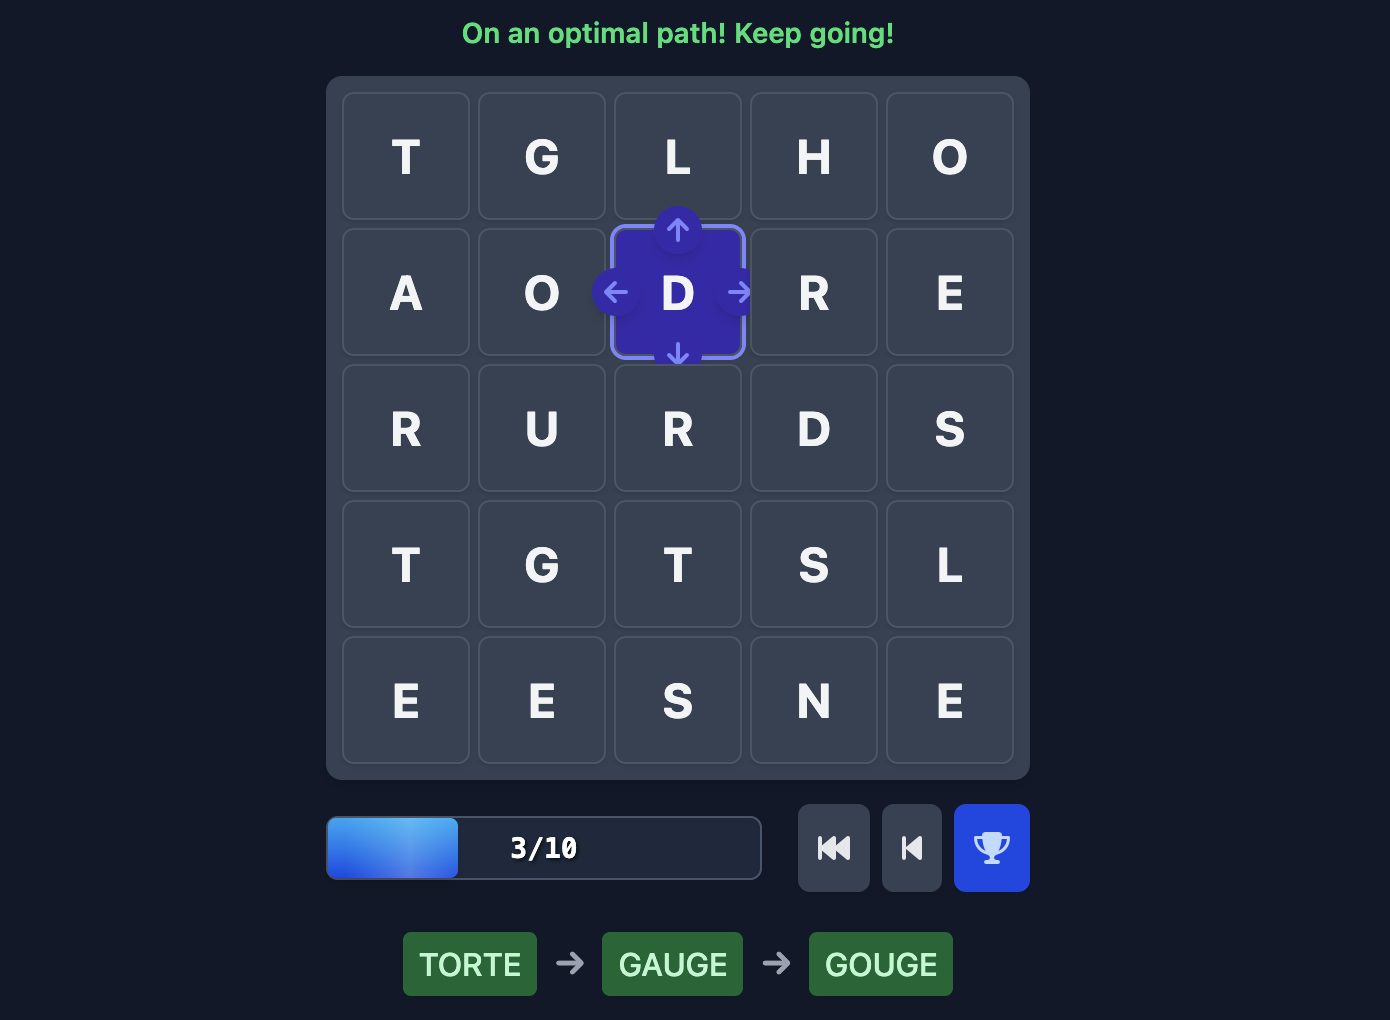 On an optimal path! Keep going!
T G L H O
A O D R E
R U R D S
T G T S L
E E S N E
3/10
TORTE → GAUGE → GOUGE